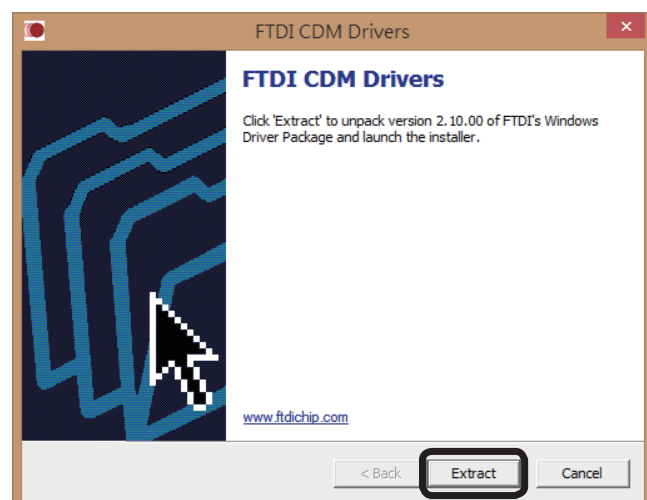 FTDI CDM Drivers
FTDI CDM Drivers
Click 'Extract' to unpack version 2.10.00 of FTDI's Windows
Driver Package and launch the installer.
www.ftdichip.com
< Back Extract Cancel